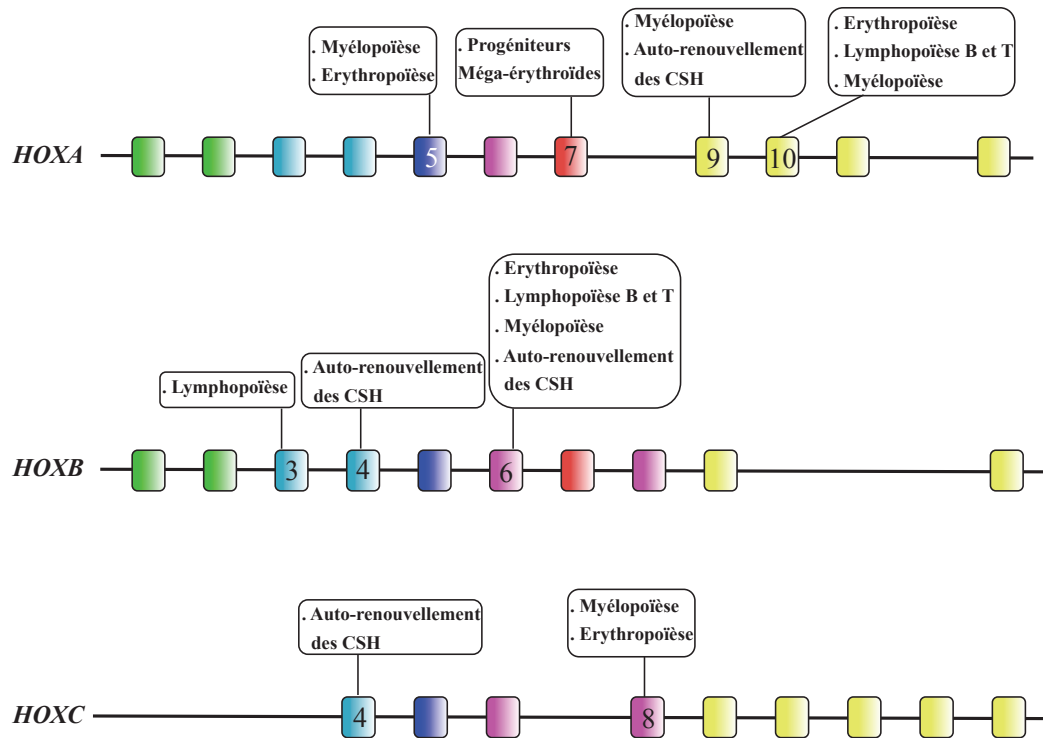 . Myélopoïèse
. Erythropoïèse
. Progéniteurs
Méga-érythroïdes
. Myélopoïèse
. Auto-renouvellement
des CSH
. Erythropoïèse
. Lymphopoïèse B et T
. Myélopoïèse
HOXA
5
7
9
10
. Erythropoïèse
. Lymphopoïèse B et T
. Myélopoïèse
. Auto-renouvellement
des CSH
. Lymphopoïèse
. Auto-renouvellement
des CSH
HOXB
3
4
6
. Auto-renouvellement
des CSH
. Myélopoïèse
. Erythropoïèse
HOXC
4
8